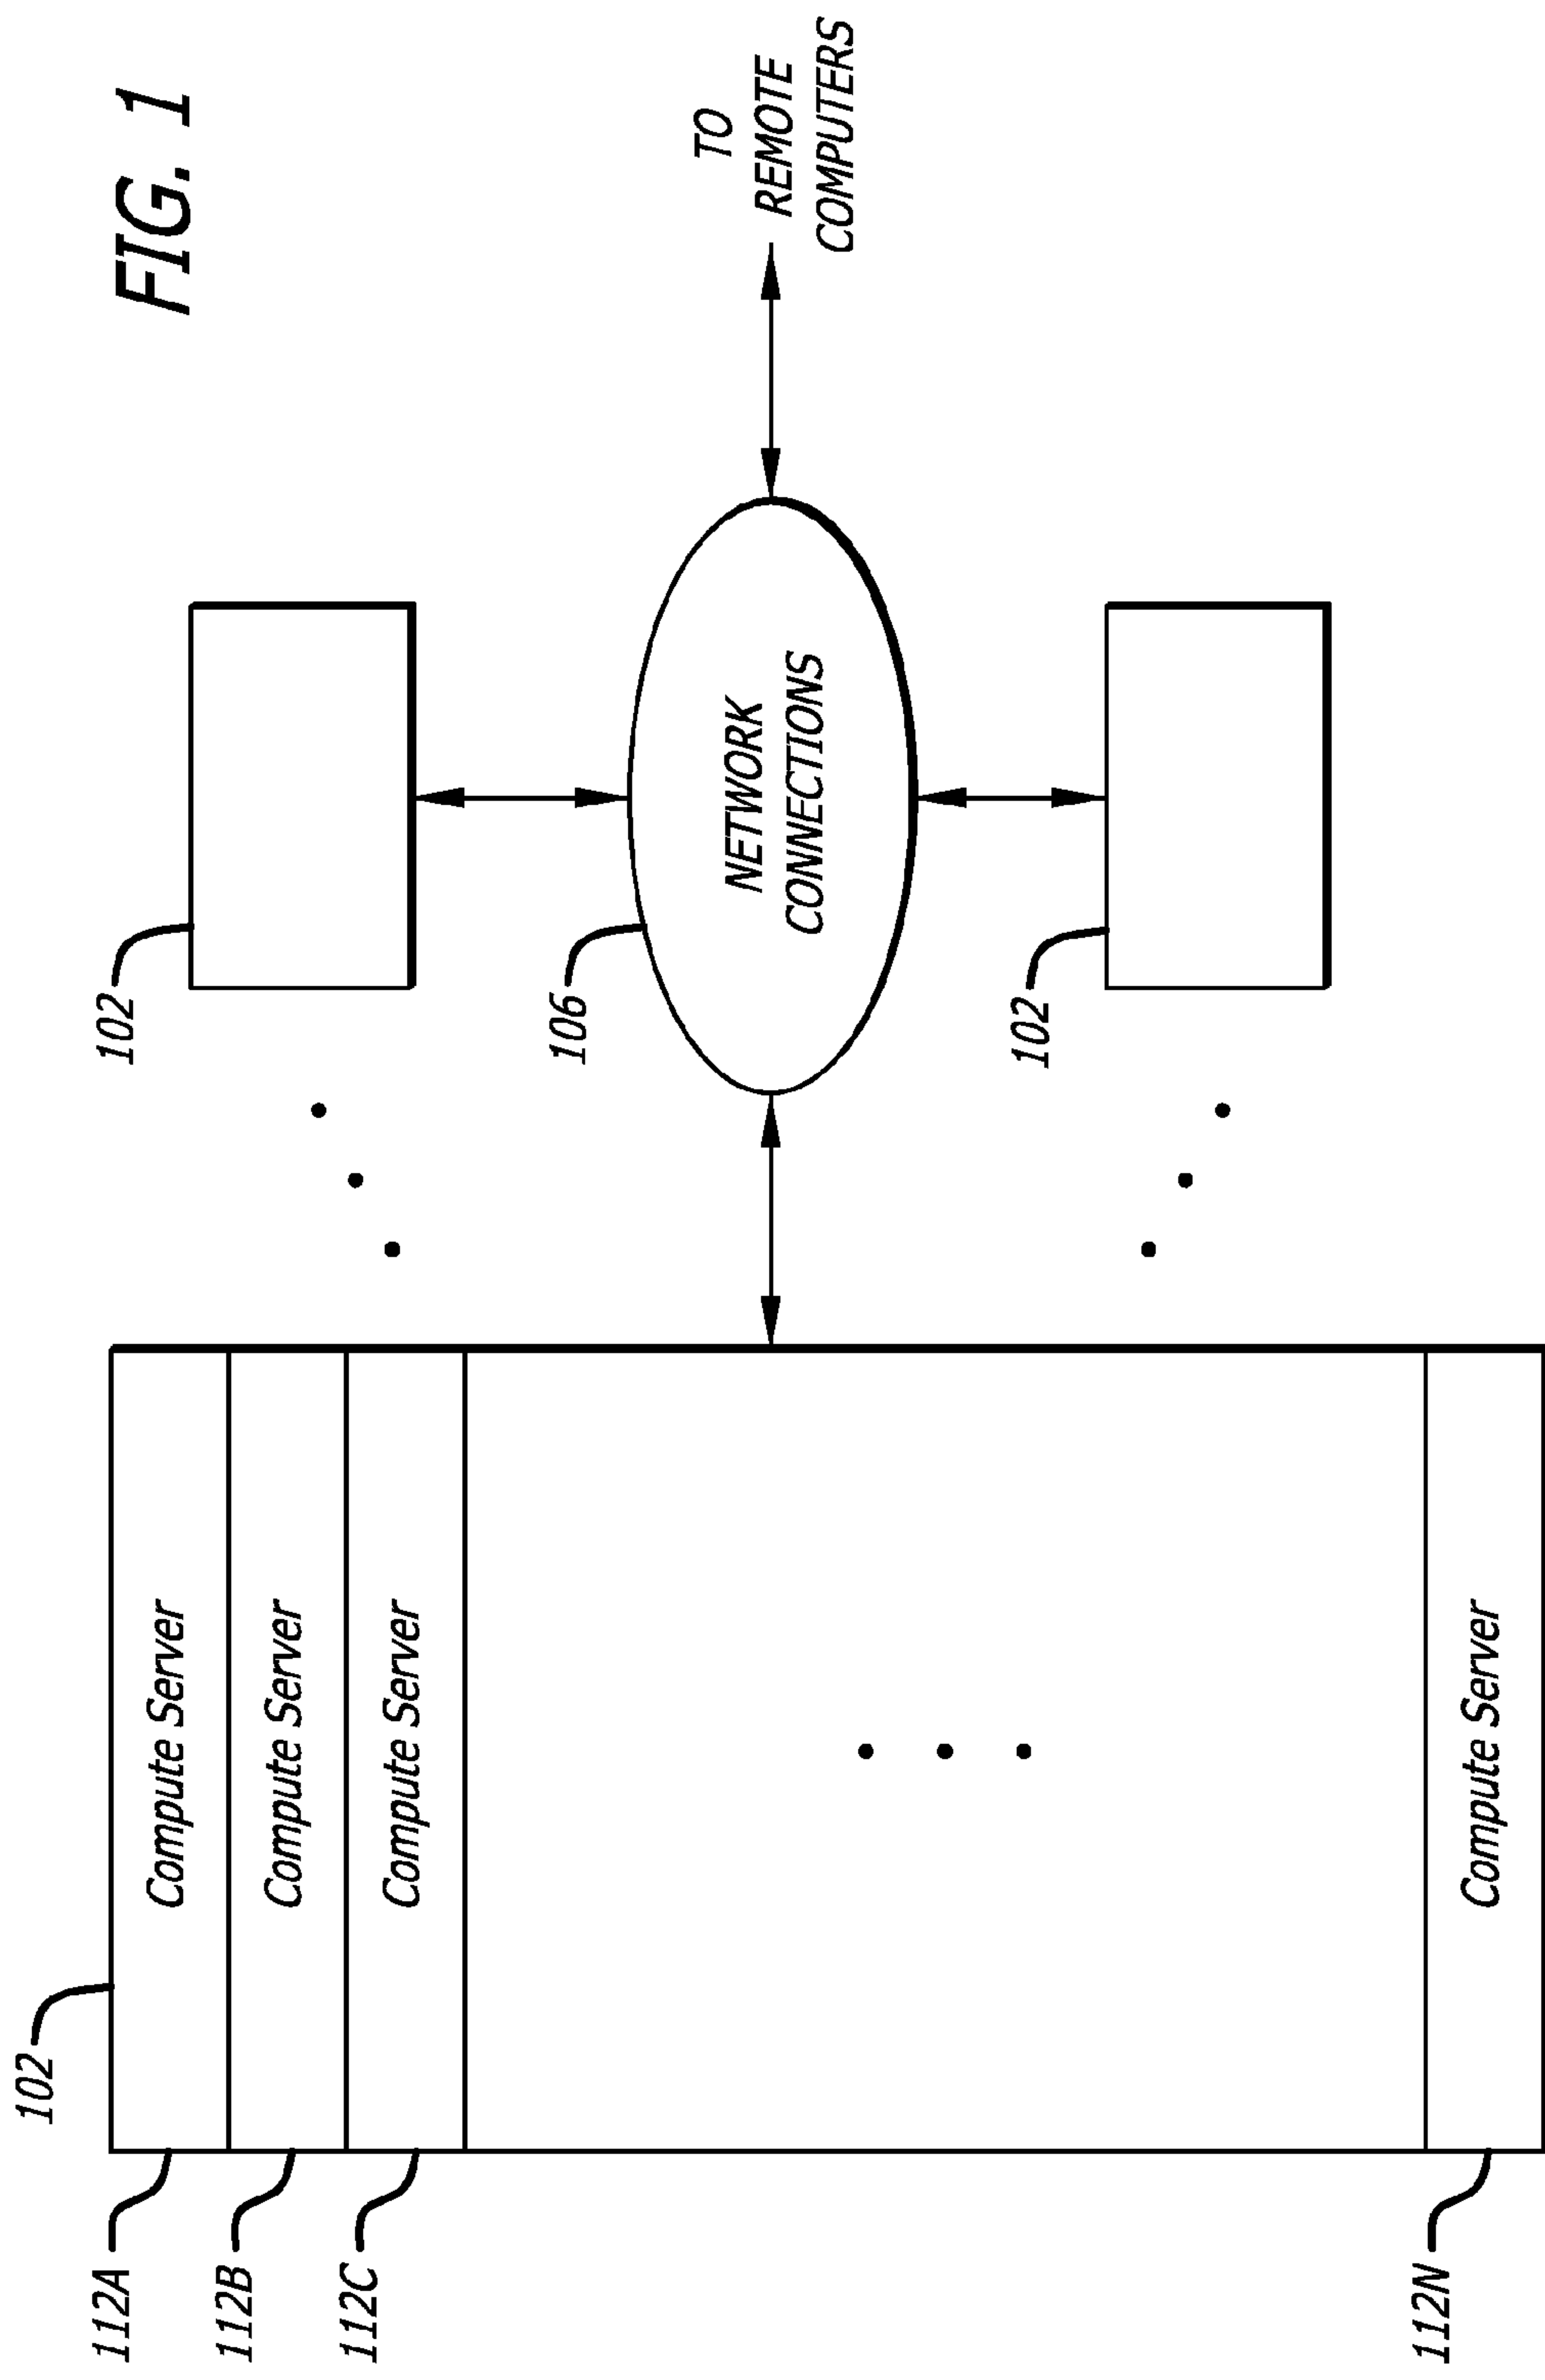 FIG. 1
102
112A
Compute Server
112B
Compute Server
112C
Compute Server
112N
Compute Server
102
106
NETWORK
CONNECTIONS
102
TO
REMOTE
COMPUTERS